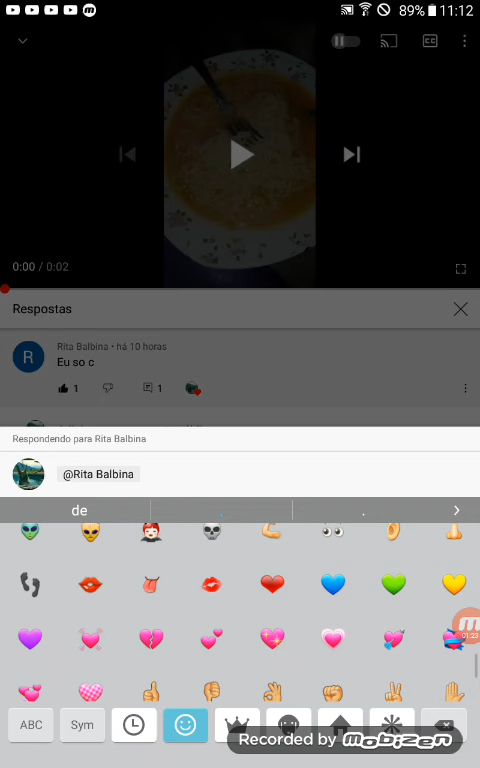 89% 11:12
CC
0:00 / 0:02
Respostas
R
Rita Balbina • há 10 horas
Eu so c
1
1
Respondendo para Rita Balbina
@Rita Balbina
de , .
01:23
ABC Sym
Recorded by MOBIZEN